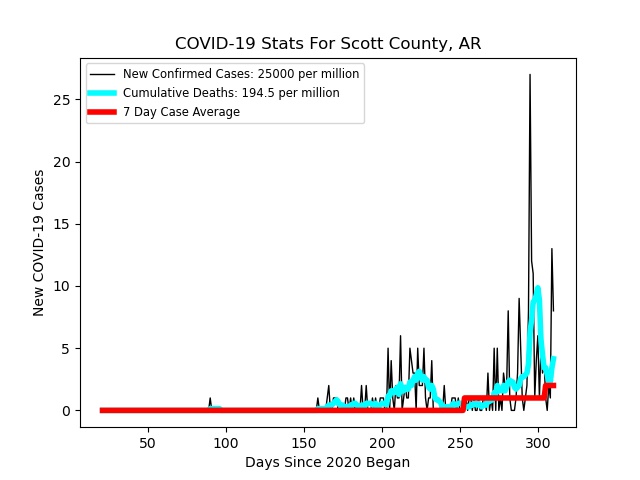 COVID-19 Stats For Scott County, AR
New Confirmed Cases: 25000 per million
Cumulative Deaths: 194.5 per million
7 Day Case Average
New COVID-19 Cases
25
20
15
10
5
0
50 100 150 200 250 300
Days Since 2020 Began